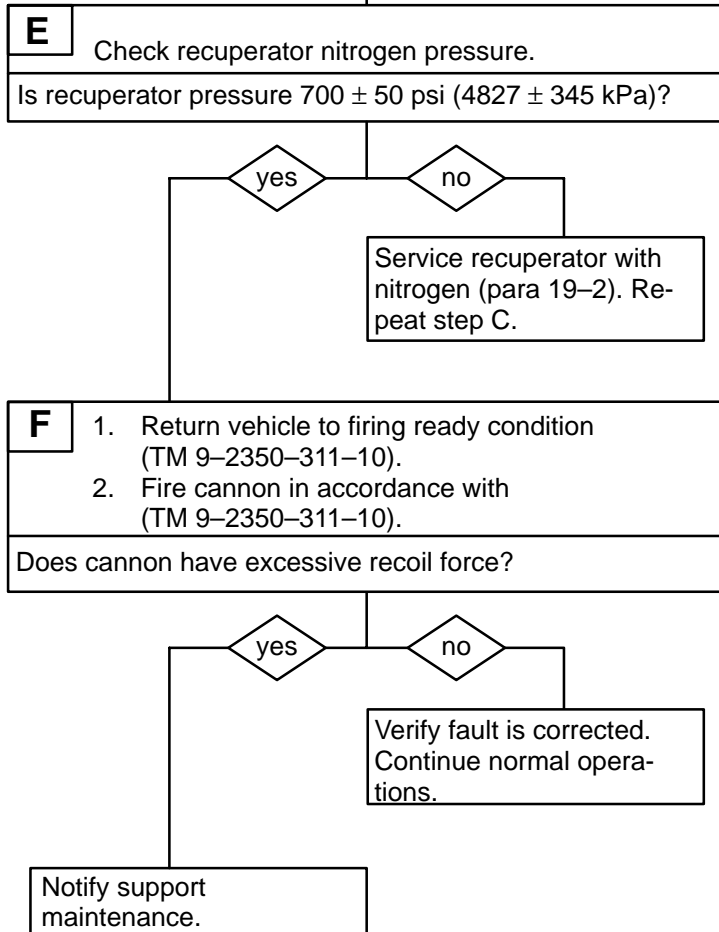 E
Check recuperator nitrogen pressure.
Is recuperator pressure 700 ± 50 psi (4827 ± 345 kPa)?
yes
no
Service recuperator with
nitrogen (para 19–2). Re-
peat step C.
F
1. Return vehicle to firing ready condition
(TM 9–2350–311–10).
2. Fire cannon in accordance with
(TM 9–2350–311–10).
Does cannon have excessive recoil force?
yes
no
Verify fault is corrected.
Continue normal opera-
tions.
Notify support
maintenance.